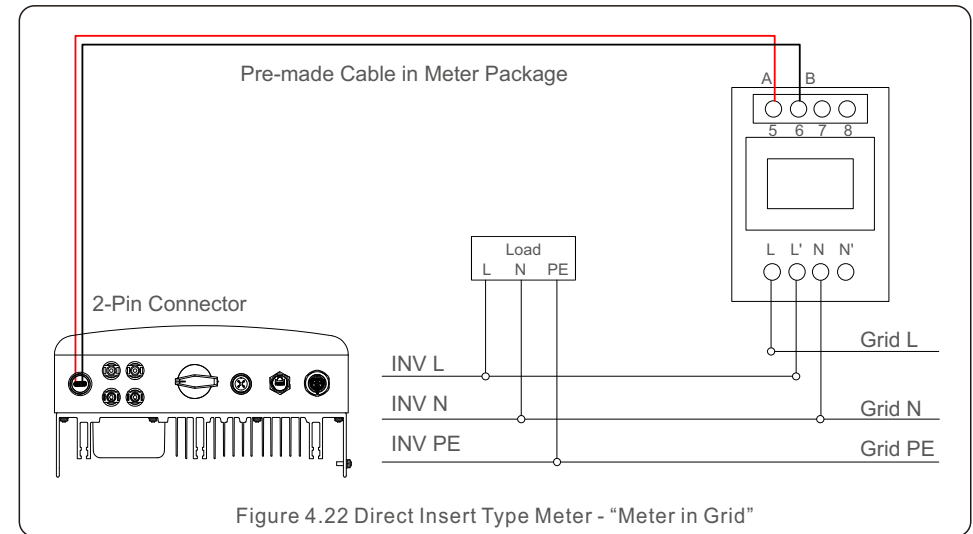 Pre-made Cable in Meter Package
A B
5 6 7 8
Load
L N PE
L L' N N'
2-Pin Connector
INV L
Grid L
INV N
Grid N
INV PE
Grid PE
Figure 4.22 Direct Insert Type Meter - “Meter in Grid”